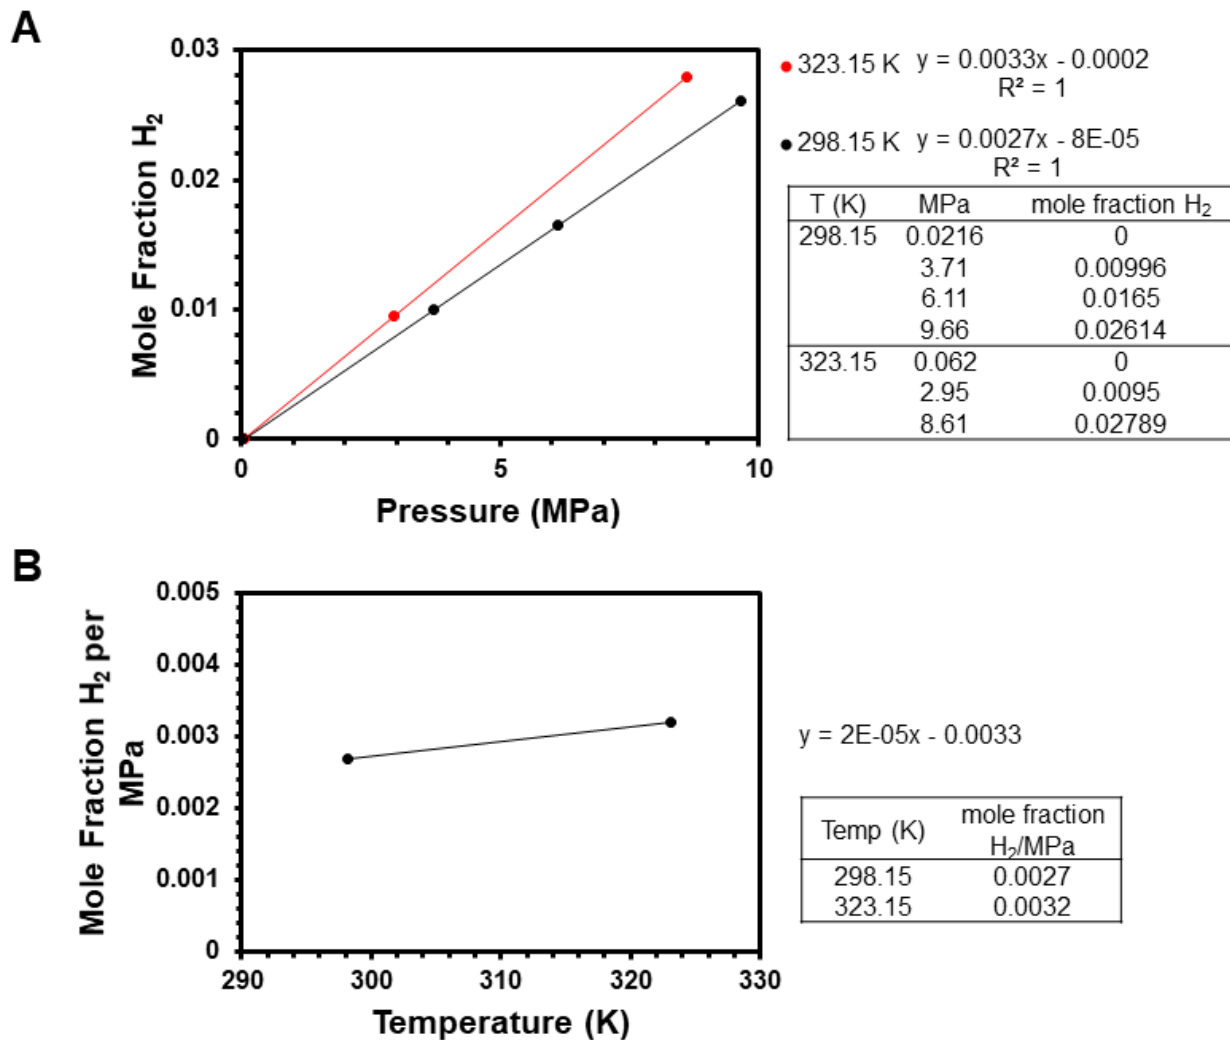 A
0.03
0.02
0.01
0
0
5
10
Mole Fraction H₂
Pressure (MPa)
323.15 K y = 0.0033x - 0.0002
R² = 1
298.15 K y = 0.0027x - 8E-05
R² = 1
T (K) MPa mole fraction H₂
298.15 0.0216 0
3.71 0.00996
6.11 0.0165
9.66 0.02614
323.15 0.062 0
2.95 0.0095
8.61 0.02789
B
0.005
0.004
0.003
0.002
0.001
0
290 300 310 320 330
Mole Fraction H₂ per
MPa
Temperature (K)
y = 2E-05x - 0.0033
Temp (K) mole fraction
H₂/MPa
298.15 0.0027
323.15 0.0032